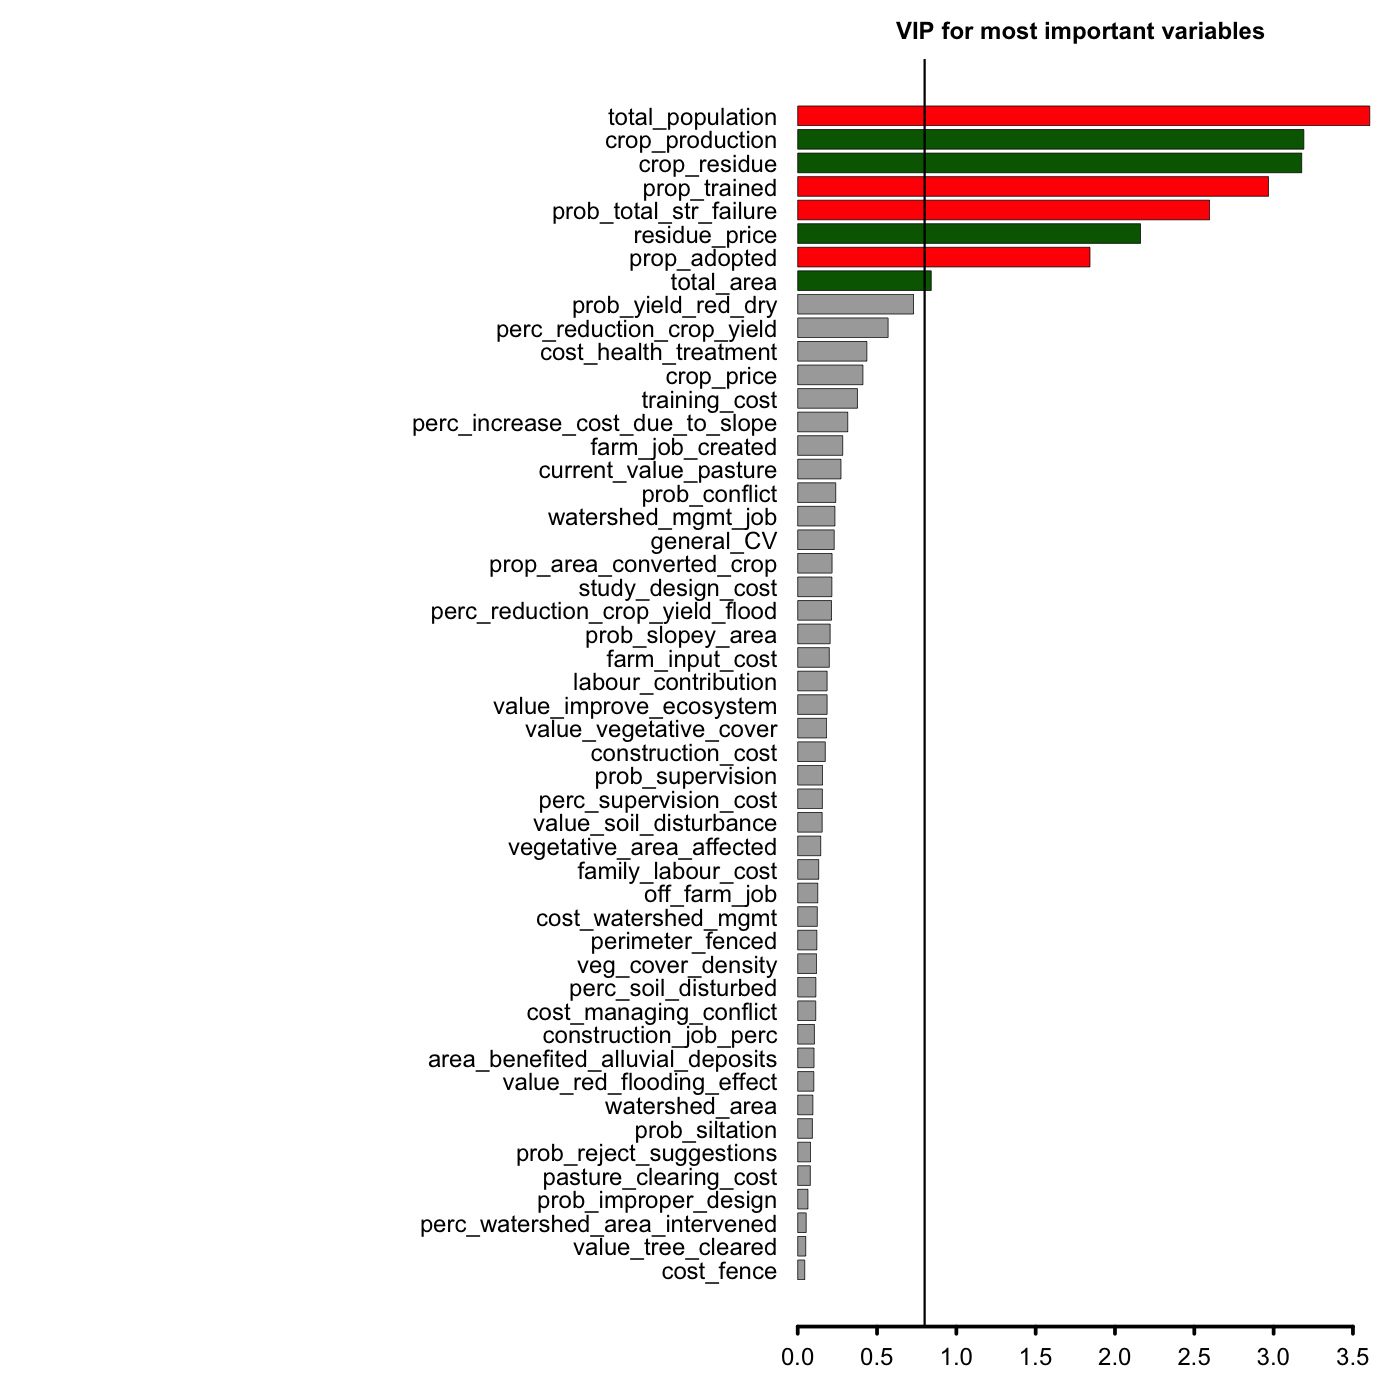 VIP for most important variables
total_population
crop_production
crop_residue
prop_trained
prob_total_str_failure
residue_price
prop_adopted
total_area
prob_yield_red_dry
perc_reduction_crop_yield
cost_health_treatment
crop_price
training_cost
perc_increase_cost_due_to_slope
farm_job_created
current_value_pasture
prob_conflict
watershed_mgmt_job
general_CV
prop_area_converted_crop
study_design_cost
perc_reduction_crop_yield_flood
prob_slopey_area
farm_input_cost
labour_contribution
value_improve_ecosystem
value_vegetative_cover
construction_cost
prob_supervision
perc_supervision_cost
value_soil_disturbance
vegetative_area_affected
family_labour_cost
off_farm_job
cost_watershed_mgmt
perimeter_fenced
veg_cover_density
perc_soil_disturbed
cost_managing_conflict
construction_job_perc
area_benefited_alluvial_deposits
value_red_flooding_effect
watershed_area
prob_siltation
prob_reject_suggestions
pasture_clearing_cost
prob_improper_design
perc_watershed_area_intervened
value_tree_cleared
cost_fence
0.0 0.5 1.0 1.5 2.0 2.5 3.0 3.5